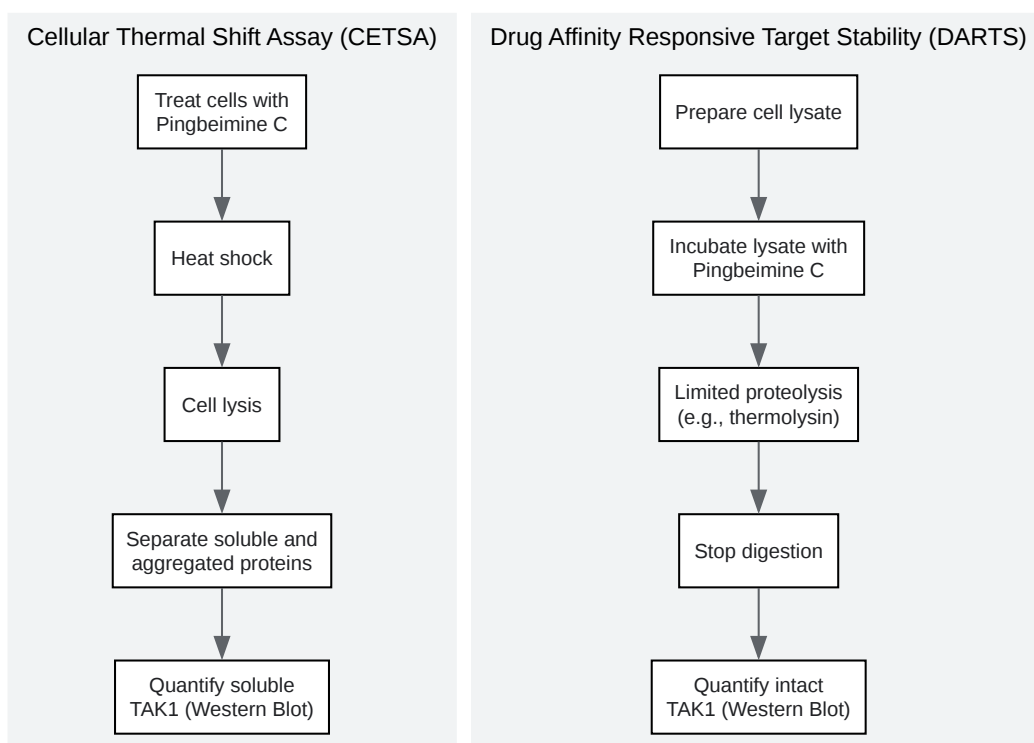 Cellular Thermal Shift Assay (CETSA)
Treat cells with
Pingbeimine C
Heat shock
Cell lysis
Separate soluble and
aggregated proteins
Quantify soluble
TAK1 (Western Blot)
Drug Affinity Responsive Target Stability (DARTS)
Prepare cell lysate
Incubate lysate with
Pingbeimine C
Limited proteolysis
(e.g., thermolysin)
Stop digestion
Quantify intact
TAK1 (Western Blot)